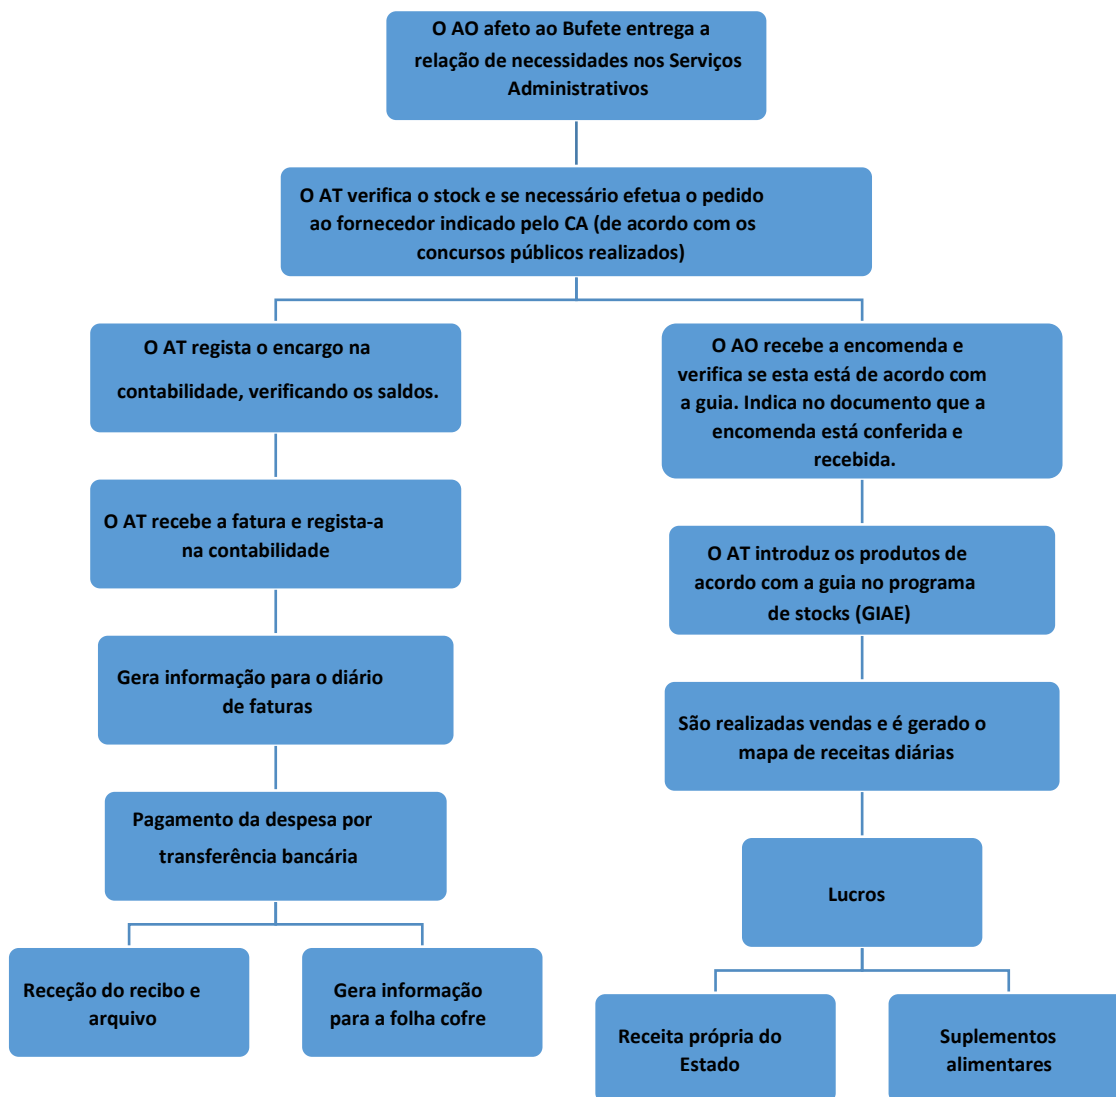 O AO afeto ao Bufete entrega a
relação de necessidades nos Serviços
Administrativos
O AT verifica o stock e se necessário efetua o pedido
ao fornecedor indicado pelo CA (de acordo com os
concursos públicos realizados)
O AT regista o encargo na
contabilidade, verificando os saldos.
O AT recebe a fatura e regista-a
na contabilidade
Gera informação para o diário
de faturas
Pagamento da despesa por
transferência bancária
Receção do recibo e
arquivo
Gera informação
para a folha cofre
O AO recebe a encomenda e
verifica se esta está de acordo com
a guia. Indica no documento que a
encomenda está conferida e
recebida.
O AT introduz os produtos de
acordo com a guia no programa
de stocks (GIAE)
São realizadas vendas e é gerado o
mapa de receitas diárias
Lucros
Receita própria do
Estado
Suplementos
alimentares